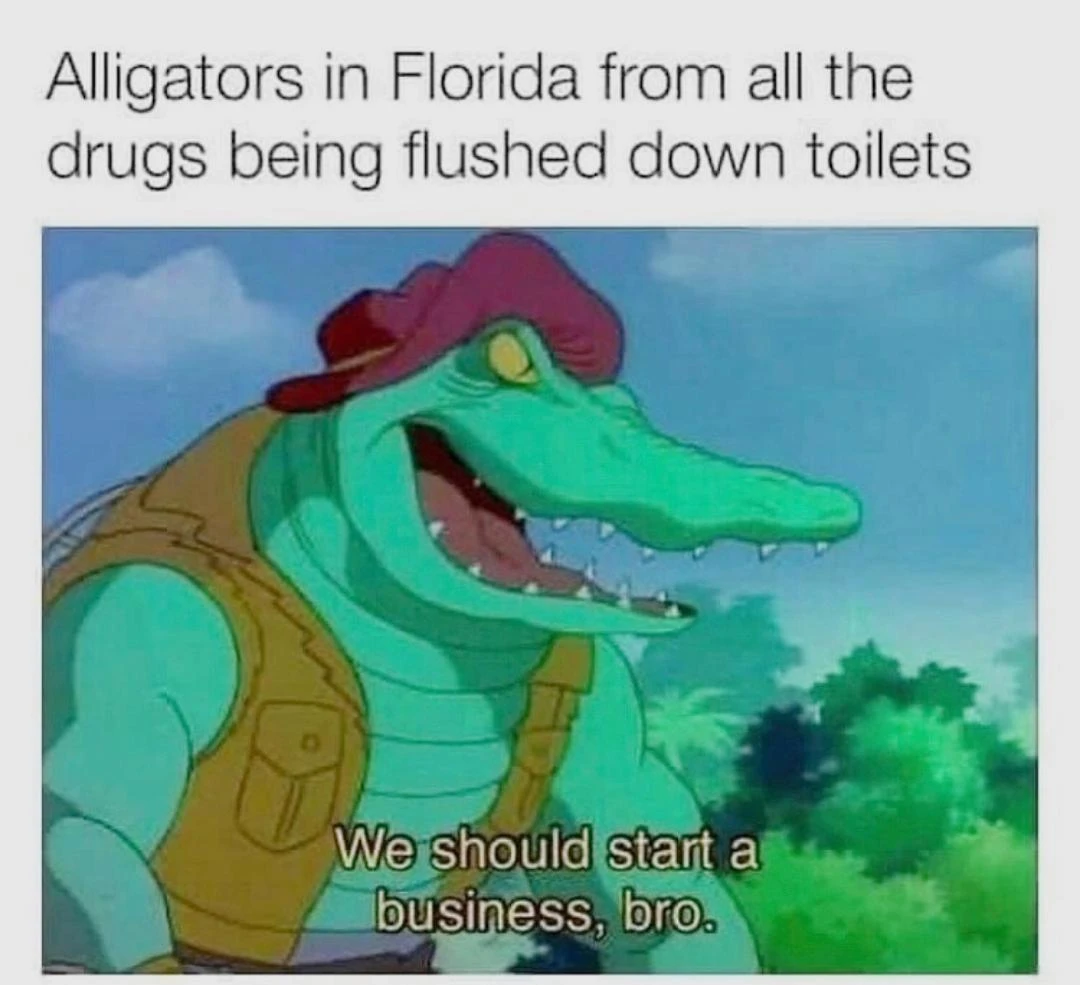 Alligators in Florida from all the
drugs being flushed down toilets
We should start a
business, bro.